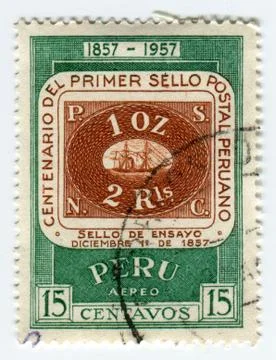 1857 - 1957
CENTENARIO DEL PRIMER SELLO POSTAL PERUANO
P. S.
1 OZ
2 Rls
N. C.
SELLO DE ENSAYO
DICIEMBRE 1º DE 1857
PERU
AEREO
15 CENTAVOS 15